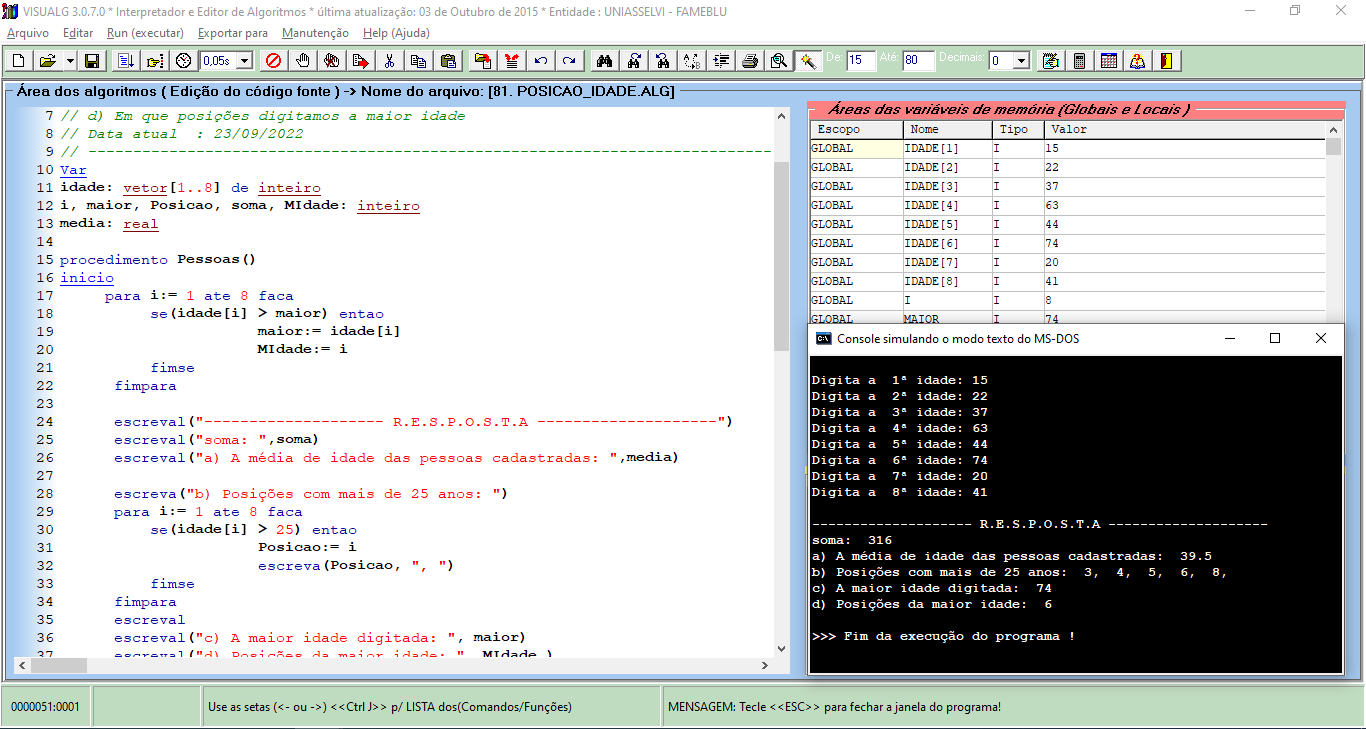 VISUALG 3.0.7.0 * Interpretador e Editor de Algoritmos * última atualização: 03 de Outubro de 2015 * Entidade : UNIASSELVI - FAMEBLU
Arquivo Editar Run (executar) Exportar para Manutenção Help (Ajuda)
0,05s De: 15 Até: 80 Decimais: 0
Área dos algoritmos ( Edição do código fonte ) -> Nome do arquivo: [81. POSICAO_IDADE.ALG]
7 // d) Em que posições digitamos a maior idade
8 // Data atual  : 23/09/2022
9 // ----------------------------------------------------------------------------
10 Var
11 idade: vetor[1..8] de inteiro
12 i, maior, Posicao, soma, MIdade: inteiro
13 media: real
14
15 procedimento Pessoas()
16 inicio
17 para i:= 1 ate 8 faca
18 se(idade[i] > maior) entao
19 maior:= idade[i]
20 MIdade:= i
21 fimse
22 fimpara
23
24 escreval("-------------------- R.E.S.P.O.S.T.A --------------------")
25 escreval("soma: ",soma)
26 escreval("a) A média de idade das pessoas cadastradas: ",media)
27
28 escreva("b) Posições com mais de 25 anos: ")
29 para i:= 1 ate 8 faca
30 se(idade[i] > 25) entao
31 Posicao:= i
32 escreva(Posicao, ", ")
33 fimse
34 fimpara
35 escreval
36 escreval("c) A maior idade digitada: ", maior)
37 escreval("d) Posições da maior idade: ", MIdade )
Áreas das variáveis de memória (Globais e Locais )
Escopo Nome Tipo Valor
GLOBAL IDADE[1] I 15
GLOBAL IDADE[2] I 22
GLOBAL IDADE[3] I 37
GLOBAL IDADE[4] I 63
GLOBAL IDADE[5] I 44
GLOBAL IDADE[6] I 74
GLOBAL IDADE[7] I 20
GLOBAL IDADE[8] I 41
GLOBAL I I 8
GLOBAL MAIOR I 74
C:\ Console simulando o modo texto do MS-DOS
Digita a  1ª idade: 15
Digita a  2ª idade: 22
Digita a  3ª idade: 37
Digita a  4ª idade: 63
Digita a  5ª idade: 44
Digita a  6ª idade: 74
Digita a  7ª idade: 20
Digita a  8ª idade: 41
-------------------- R.E.S.P.O.S.T.A --------------------
soma:  316
a) A média de idade das pessoas cadastradas:  39.5
b) Posições com mais de 25 anos:  3,  4,  5,  6,  8,
c) A maior idade digitada:  74
d) Posições da maior idade:  6
>>> Fim da execução do programa !
0000051:0001 Use as setas (<- ou ->) <<Ctrl J>> p/ LISTA dos(Comandos/Funções) MENSAGEM: Tecle <<ESC>> para fechar a janela do programa!